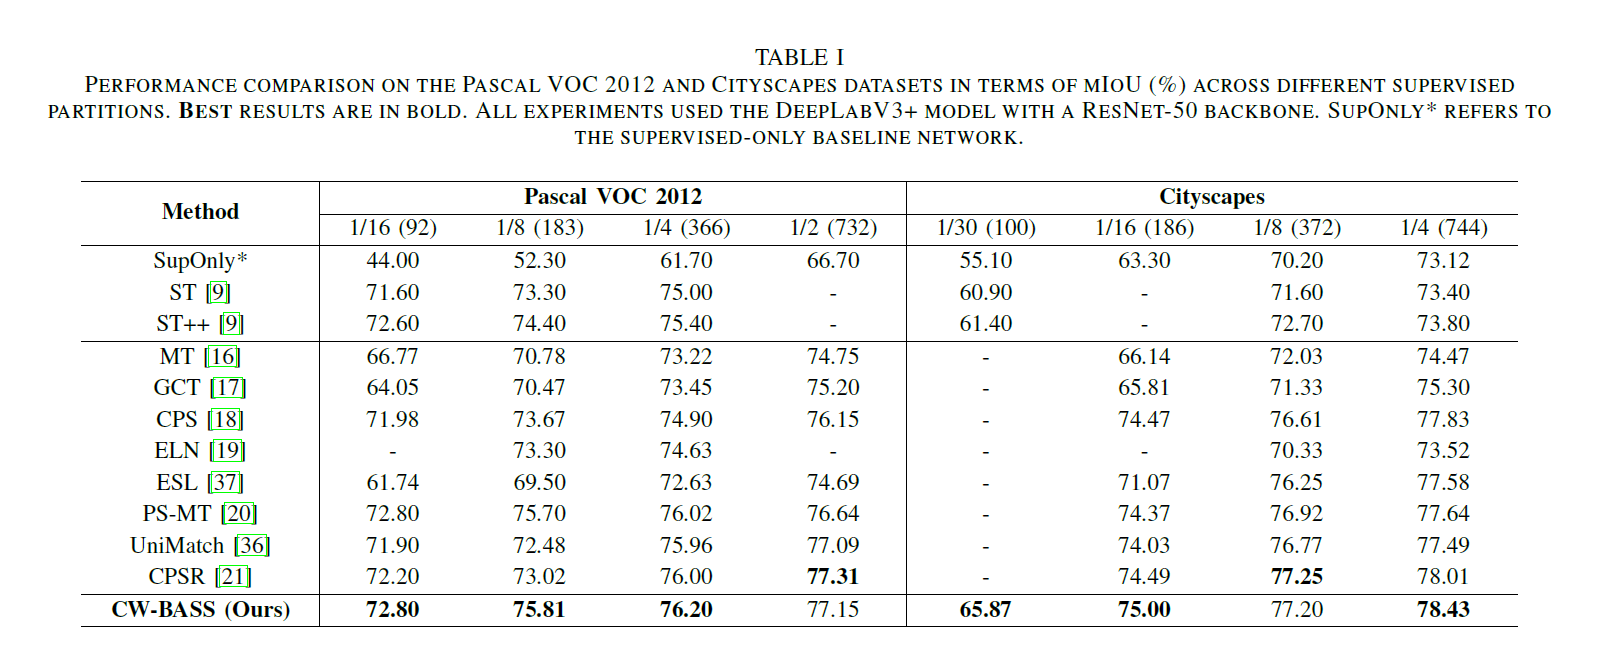 TABLE I
PERFORMANCE COMPARISON ON THE PASCAL VOC 2012 AND CITYSCAPES DATASETS IN TERMS OF MIOU (%) ACROSS DIFFERENT SUPERVISED
PARTITIONS. BEST RESULTS ARE IN BOLD. ALL EXPERIMENTS USED THE DEEPLABV3+ MODEL WITH A RESNET-50 BACKBONE. SUPONLY* REFERS TO
THE SUPERVISED-ONLY BASELINE NETWORK.
Method Pascal VOC 2012 Cityscapes
1/16 (92) 1/8 (183) 1/4 (366) 1/2 (732) 1/30 (100) 1/16 (186) 1/8 (372) 1/4 (744)
SupOnly* 44.00 52.30 61.70 66.70 55.10 63.30 70.20 73.12
ST [9] 71.60 73.30 75.00 - 60.90 - 71.60 73.40
ST++ [9] 72.60 74.40 75.40 - 61.40 - 72.70 73.80
MT [16] 66.77 70.78 73.22 74.75 - 66.14 72.03 74.47
GCT [17] 64.05 70.47 73.45 75.20 - 65.81 71.33 75.30
CPS [18] 71.98 73.67 74.90 76.15 - 74.47 76.61 77.83
ELN [19] - 73.30 74.63 - - - 70.33 73.52
ESL [37] 61.74 69.50 72.63 74.69 - 71.07 76.25 77.58
PS-MT [20] 72.80 75.70 76.02 76.64 - 74.37 76.92 77.64
UniMatch [36] 71.90 72.48 75.96 77.09 - 74.03 76.77 77.49
CPSR [21] 72.20 73.02 76.00 77.31 - 74.49 77.25 78.01
CW-BASS (Ours) 72.80 75.81 76.20 77.15 65.87 75.00 77.20 78.43